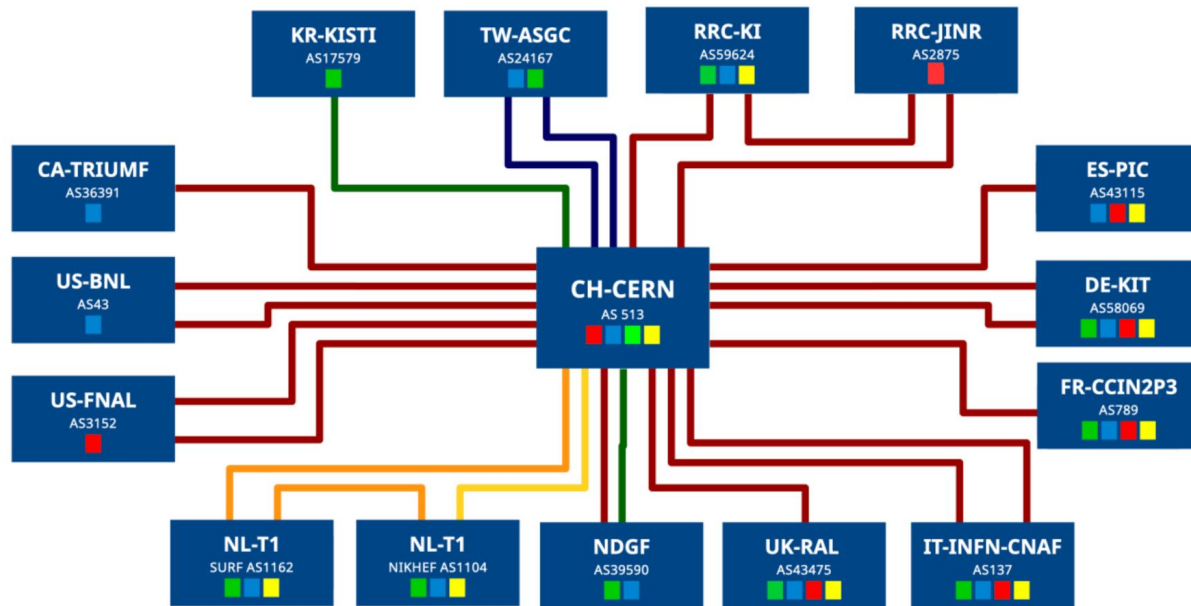 KR-KISTI
AS17579
TW-ASGC
AS24167
RRC-KI
AS59624
RRC-JINR
AS2875
CA-TRIUMF
AS36391
ES-PIC
AS43115
US-BNL
AS43
CH-CERN
AS 513
DE-KIT
AS58069
US-FNAL
AS3152
FR-CCIN2P3
AS789
NL-T1
SURF AS1162
NL-T1
NIKHEF AS1104
NDGF
AS39590
UK-RAL
AS43475
IT-INFN-CNAF
AS137